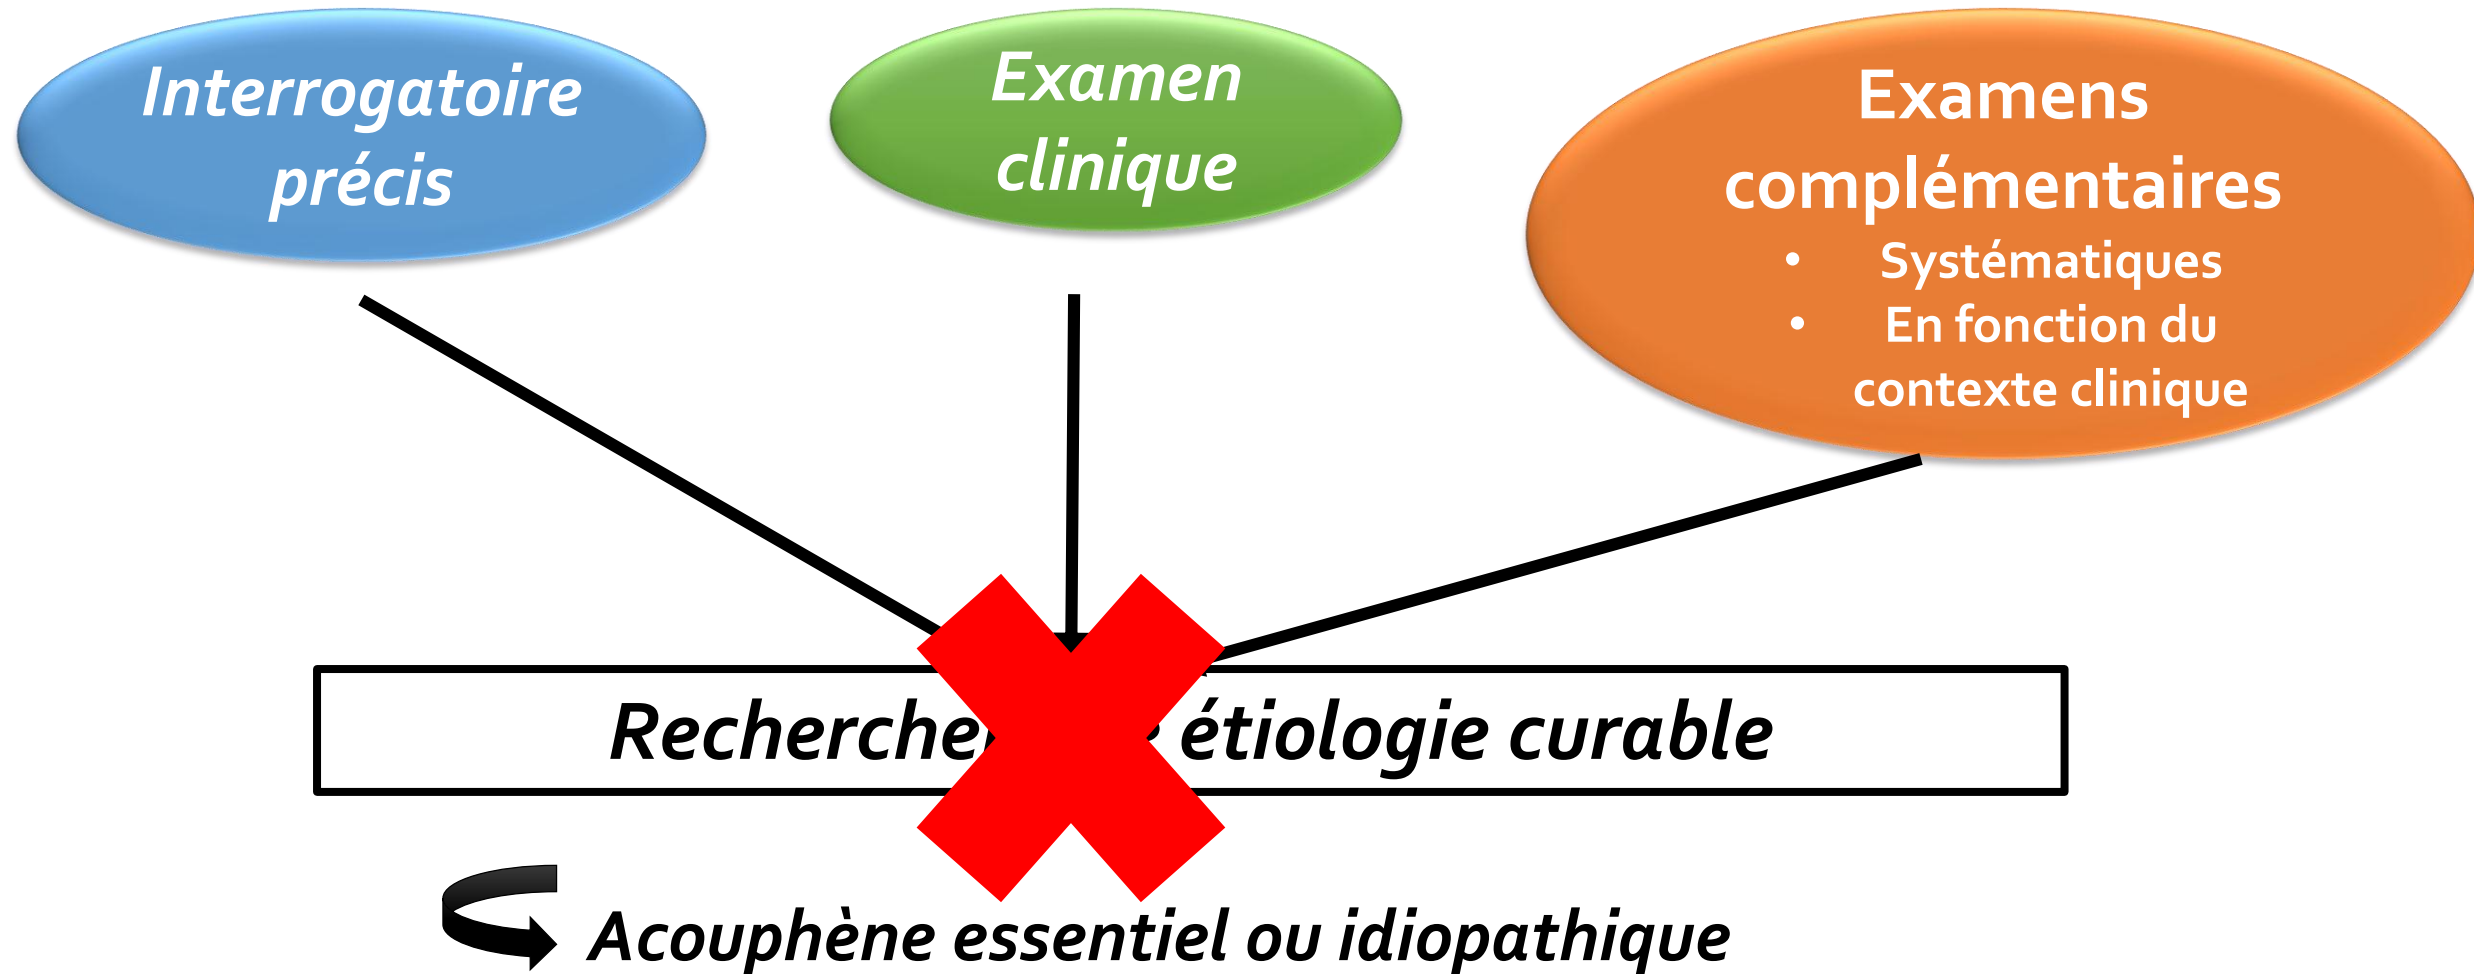 Interrogatoire
précis
Examen
clinique
Examens
complémentaires
• Systématiques
• En fonction du
contexte clinique
Recherche étiologie curable
Acouphène essentiel ou idiopathique